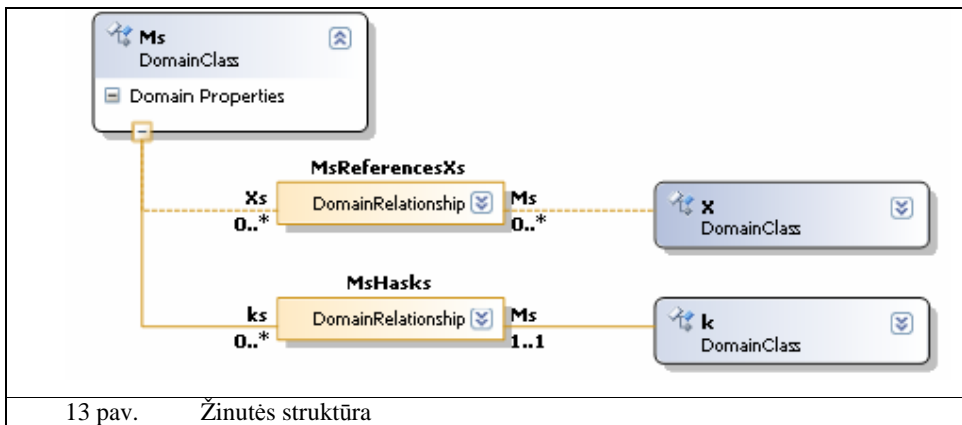 Ms
DomainClass
Domain Properties
MsReferencesXs
Xs
DomainRelationship
Ms
0..*
0..*
x
DomainClass
MsHasks
ks
DomainRelationship
Ms
0..*
1..1
k
DomainClass
13 pav. Žinutės struktūra